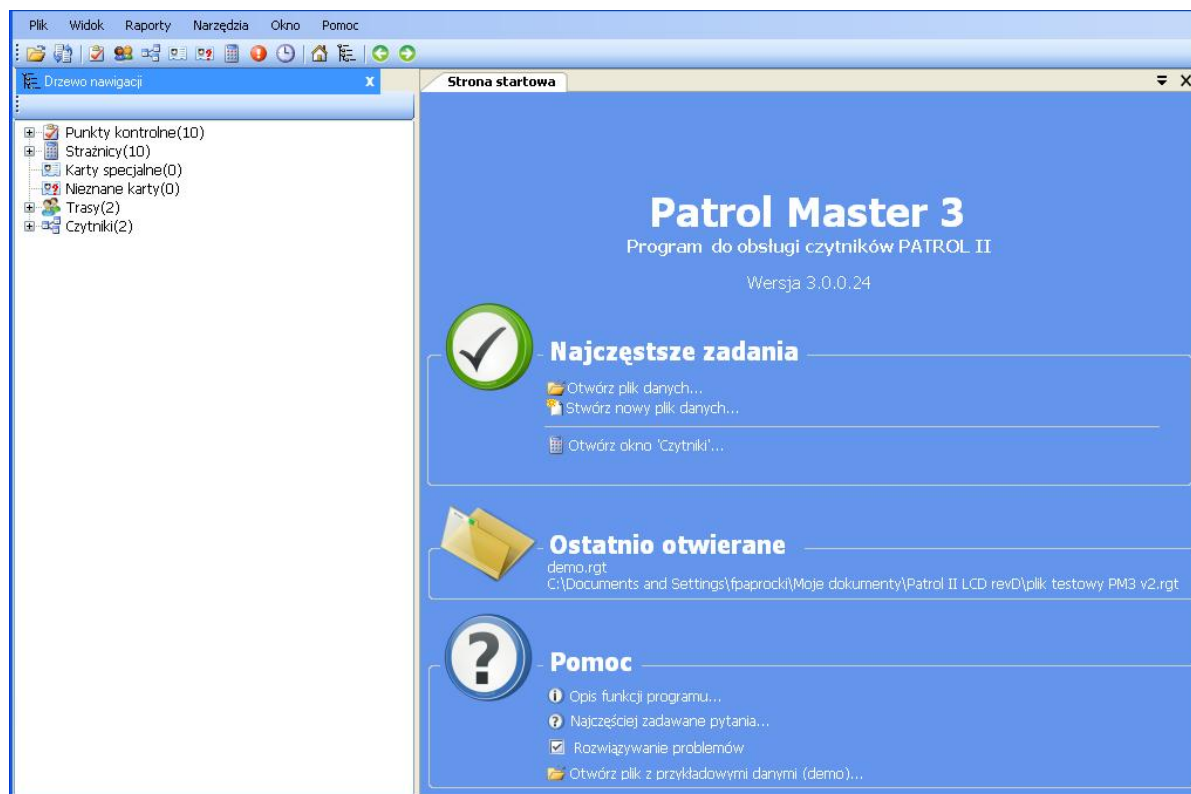 Plik Widok Raporty Narzędzia Okno Pomoc
Drzewo nawigacji x
Strona startowa X
Punkty kontrolne(10)
Strażnicy(10)
Karty specjalne(0)
Nieznane karty(0)
Trasy(2)
Czytniki(2)
Patrol Master 3
Program do obsługi czytników PATROL II
Wersja 3.0.0.24
Najczęstsze zadania
Otwórz plik danych...
Stwórz nowy plik danych...
Otwórz okno 'Czytniki'...
Ostatnio otwierane
demo.rgt
C:\Documents and Settings\fpaprocki\Moje dokumenty\Patrol II LCD revD\plik testowy PM3 v2.rgt
Pomoc
Opis funkcji programu...
Najczęściej zadawane pytania...
Rozwiązywanie problemów
Otwórz plik z przykładowymi danymi (demo)...